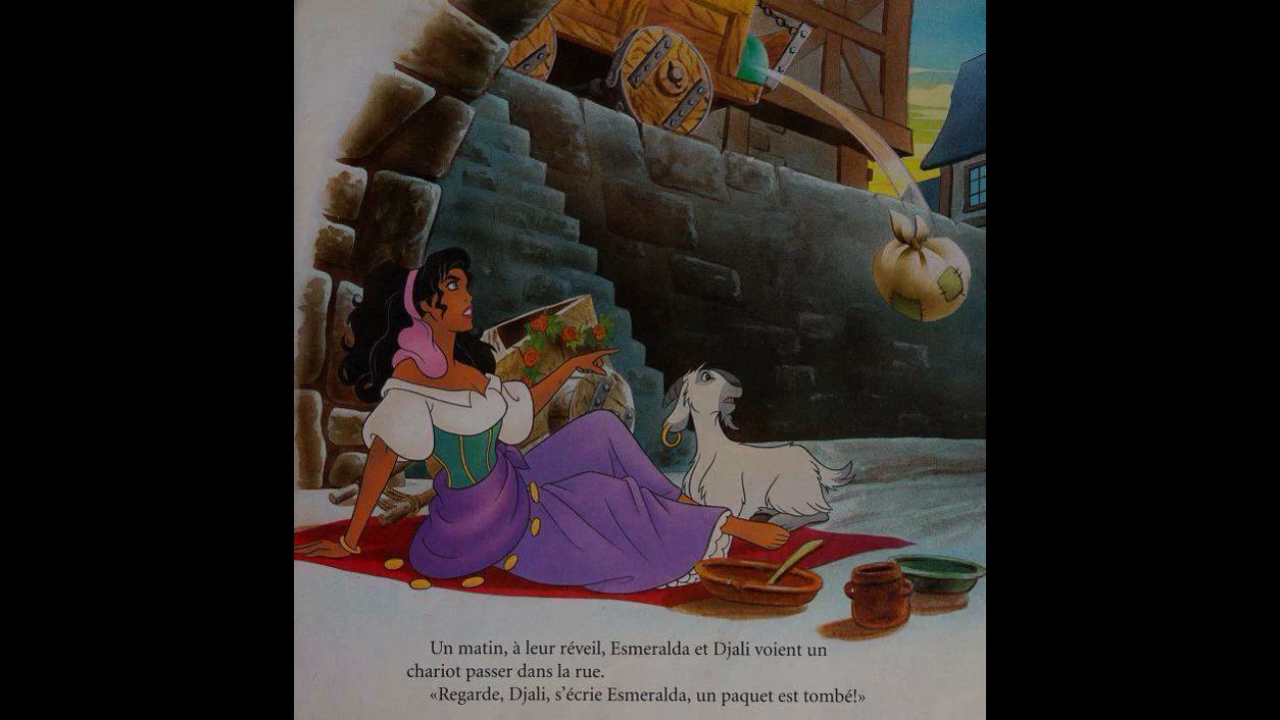 Un matin, à leur réveil, Esmeralda et Djali voient un
chariot passer dans la rue.
«Regarde, Djali, s’écrie Esmeralda, un paquet est tombé!»